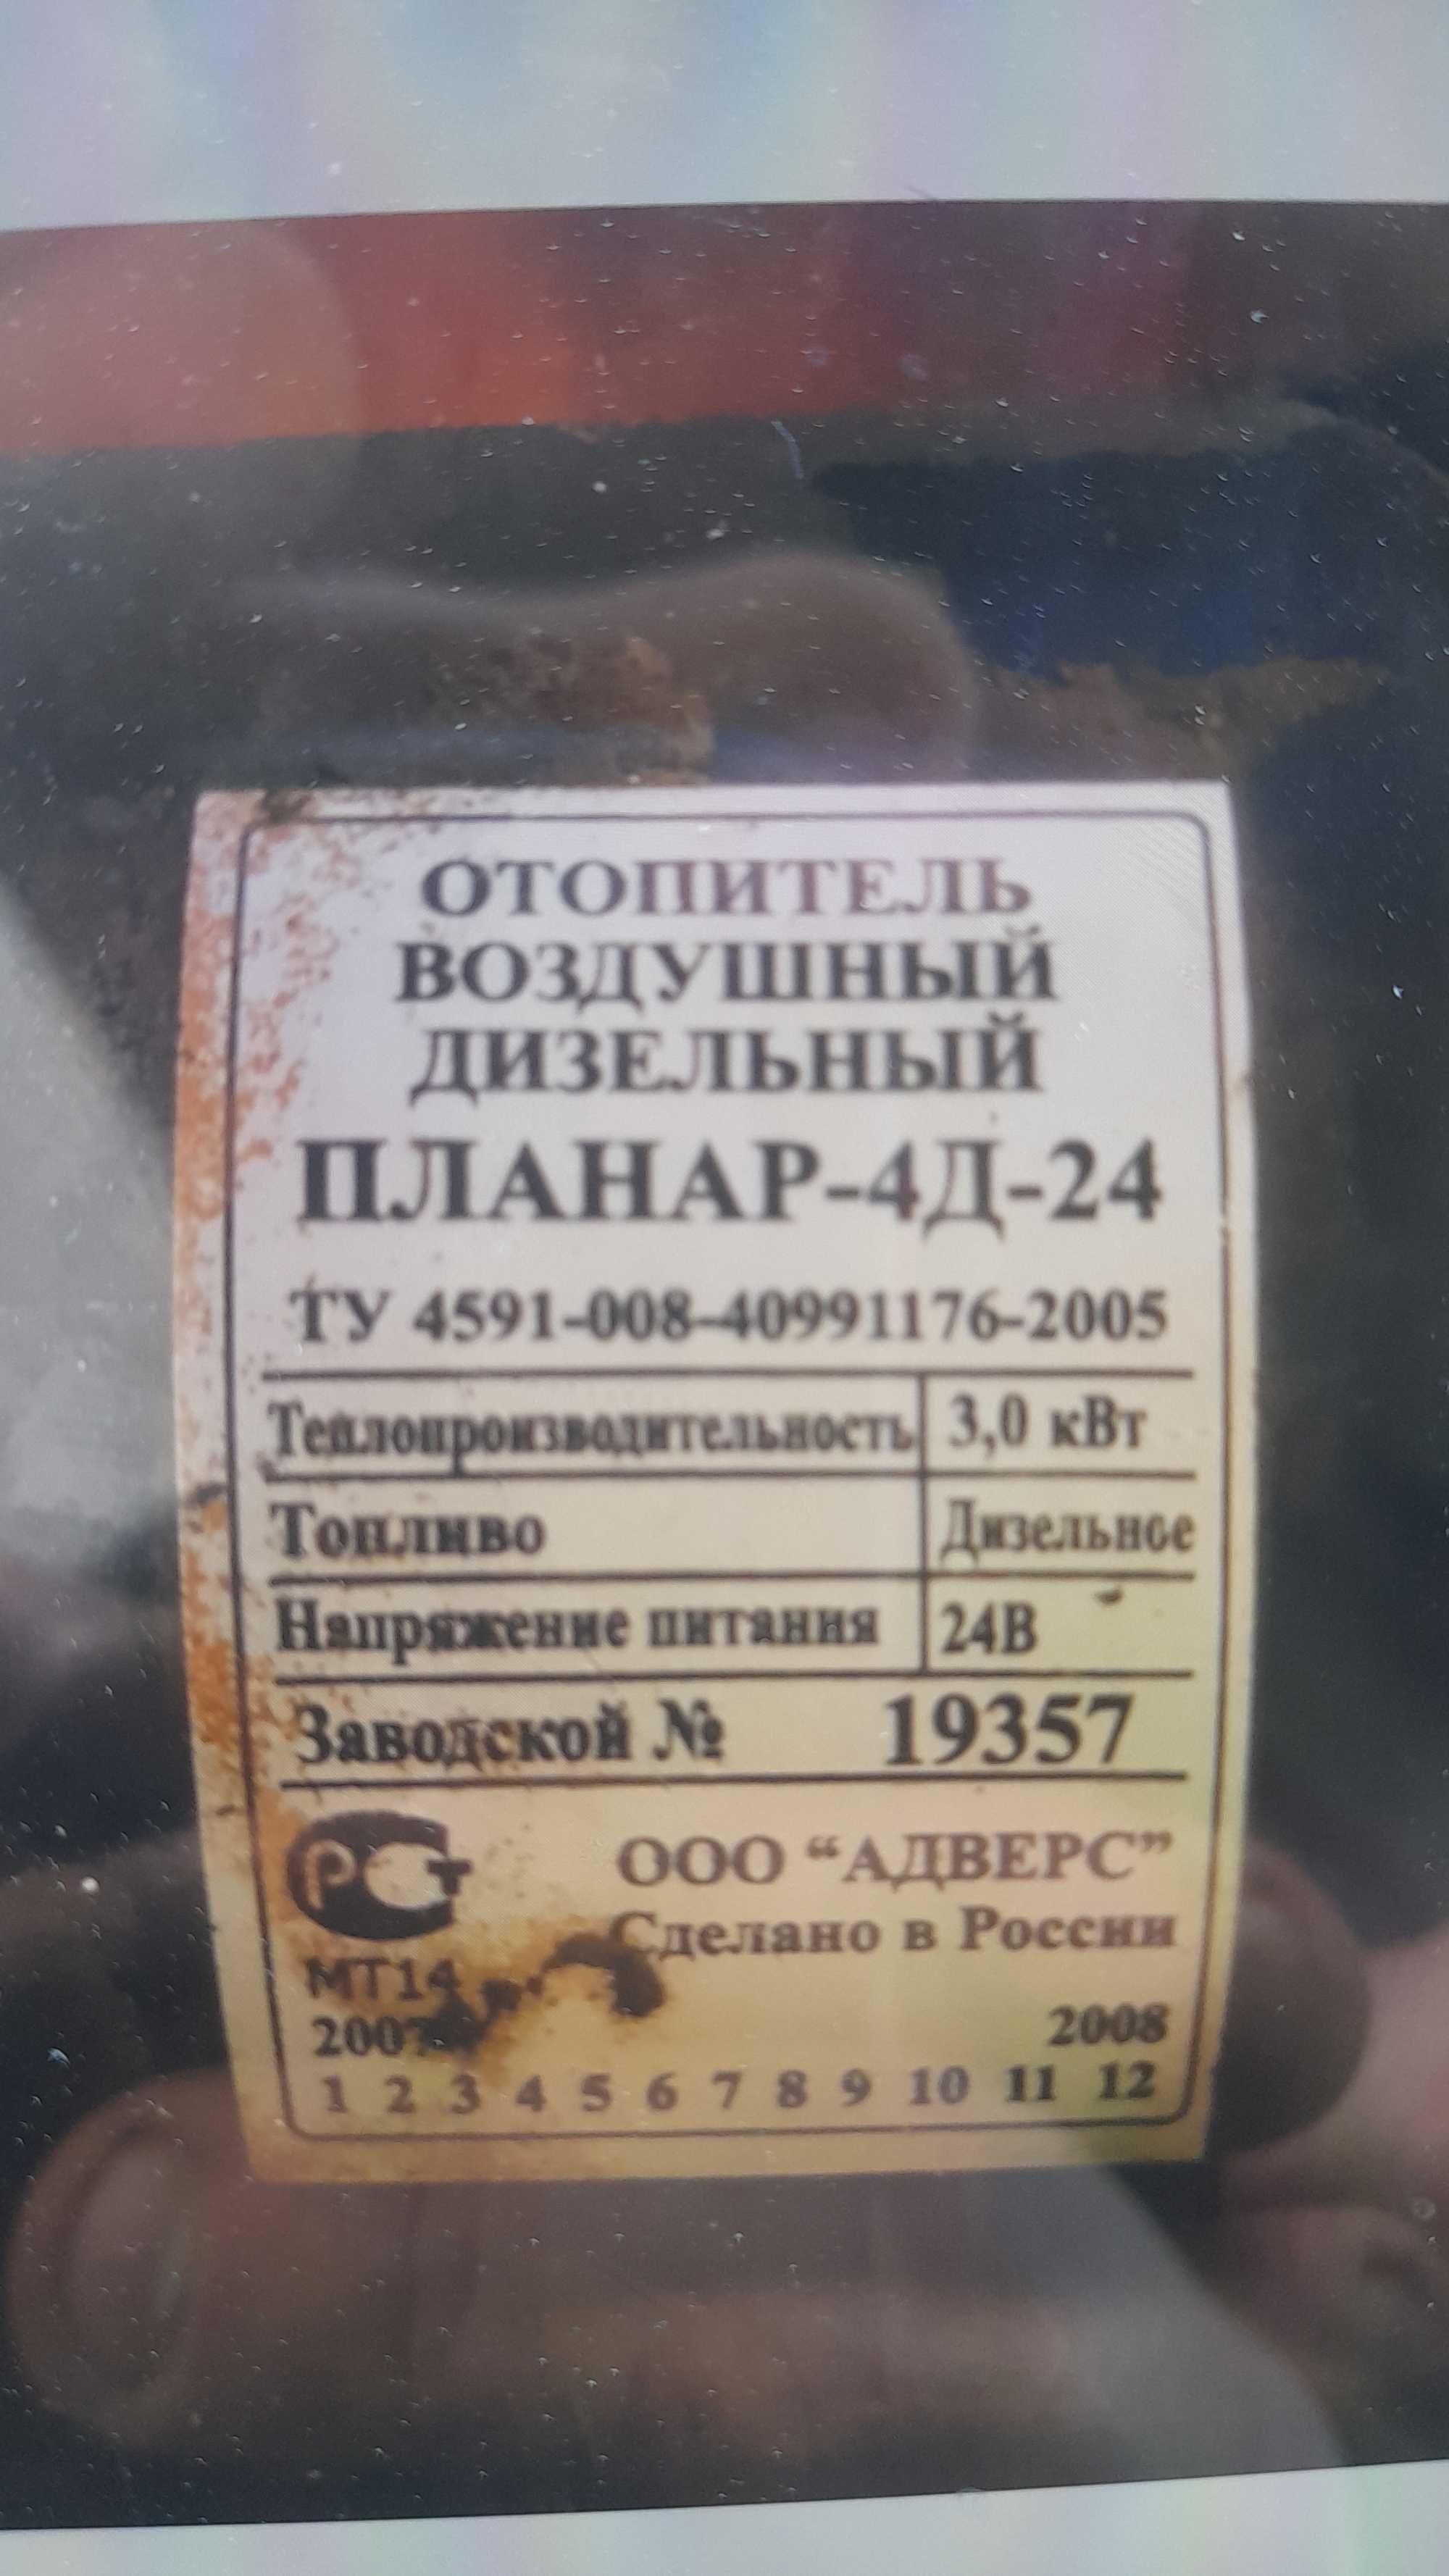 ОТОПИТЕЛЬ
ВОЗДУШНЫЙ
ДИЗЕЛЬНЫЙ
ПЛАНАР-4Д-24
ТУ 4591-008-40991176-2005
Теплопроизводительность 3,0 кВт
Топливо Дизельное
Напряжение питания 24В
Заводской № 19357
РСТ ООО “АДВЕРС”
Сделано в России
МТ14
2007 2008
1 2 3 4 5 6 7 8 9 10 11 12